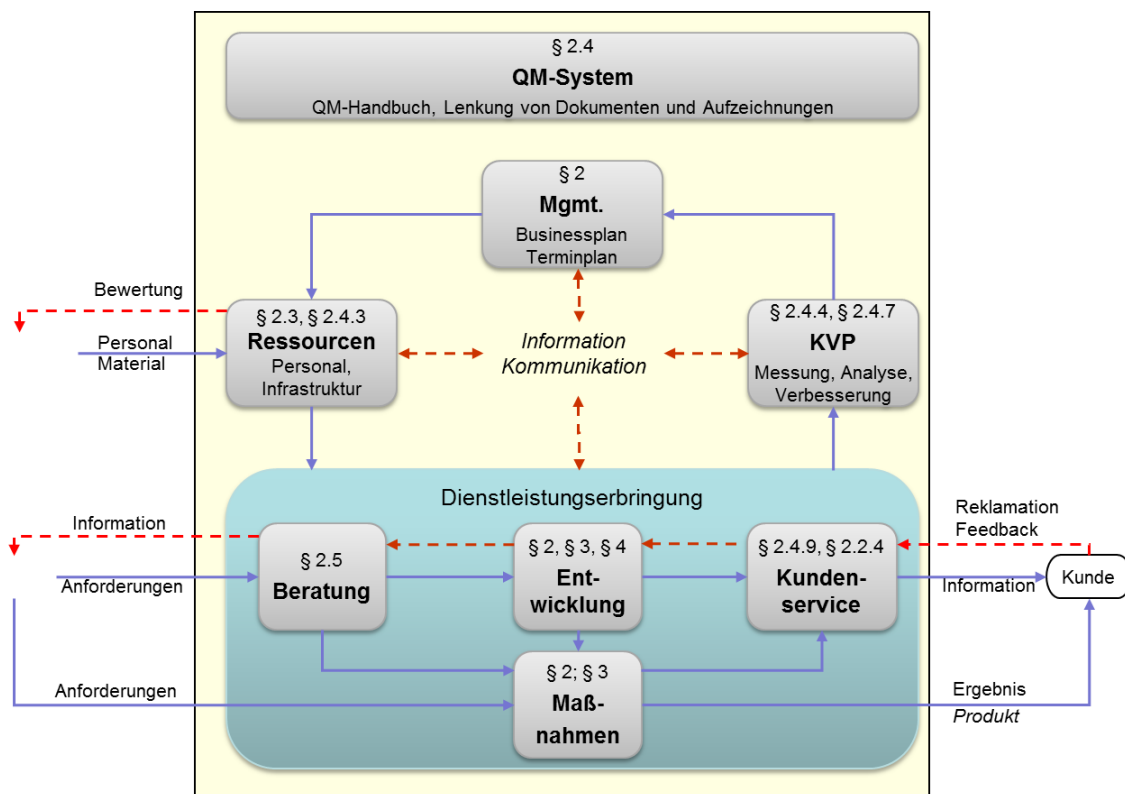 § 2.4
QM-System
QM-Handbuch, Lenkung von Dokumenten und Aufzeichnungen
§ 2
Mgmt.
Businessplan
Terminplan
Bewertung
Personal
Material
§ 2.3, § 2.4.3
Ressourcen
Personal,
Infrastruktur
Information
Kommunikation
§ 2.4.4, § 2.4.7
KVP
Messung, Analyse,
Verbesserung
Dienstleistungserbringung
Information
Anforderungen
§ 2.5
Beratung
§ 2, § 3, § 4
Ent-
wicklung
§ 2.4.9, § 2.2.4
Kunden-
service
Reklamation
Feedback
Information
Kunde
Anforderungen
§ 2; § 3
Maß-
nahmen
Ergebnis
Produkt